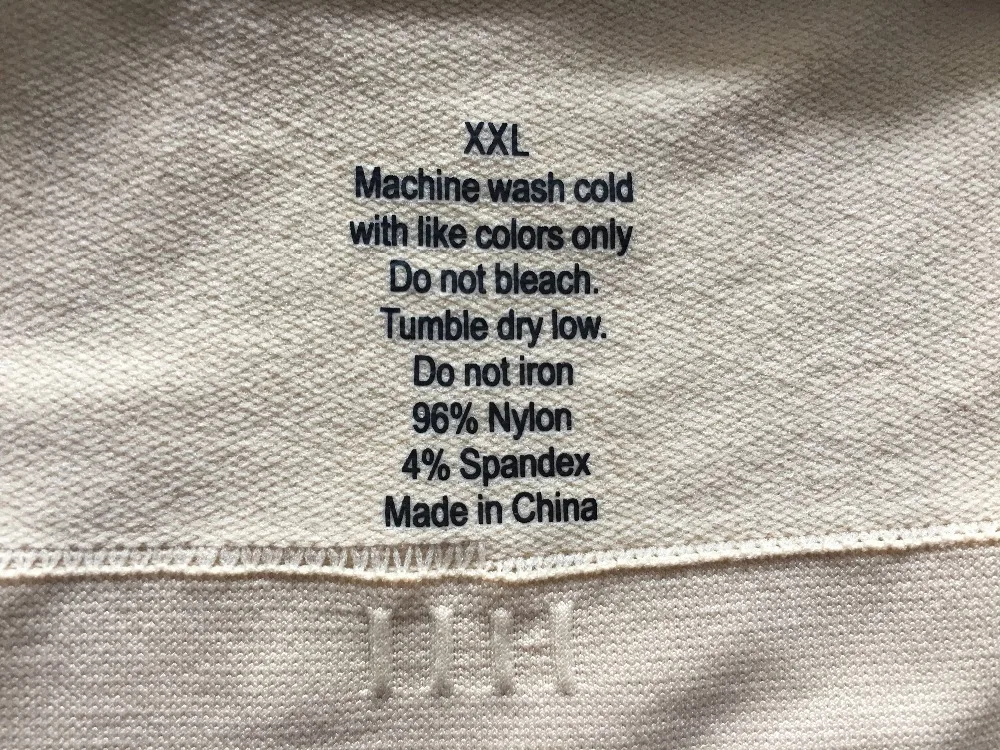 XXL
Machine wash cold
with like colors only
Do not bleach.
Tumble dry low.
Do not iron
96% Nylon
4% Spandex
Made in China